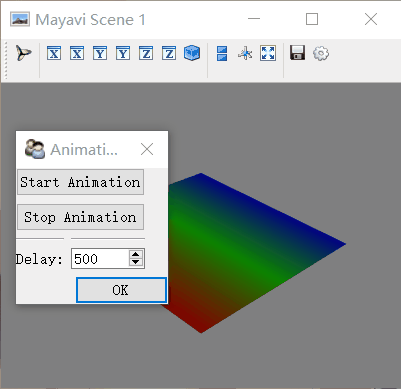 Mayavi Scene 1
X X Y Y Z Z
Animati...
Start Animation
Stop Animation
Delay: 500
OK